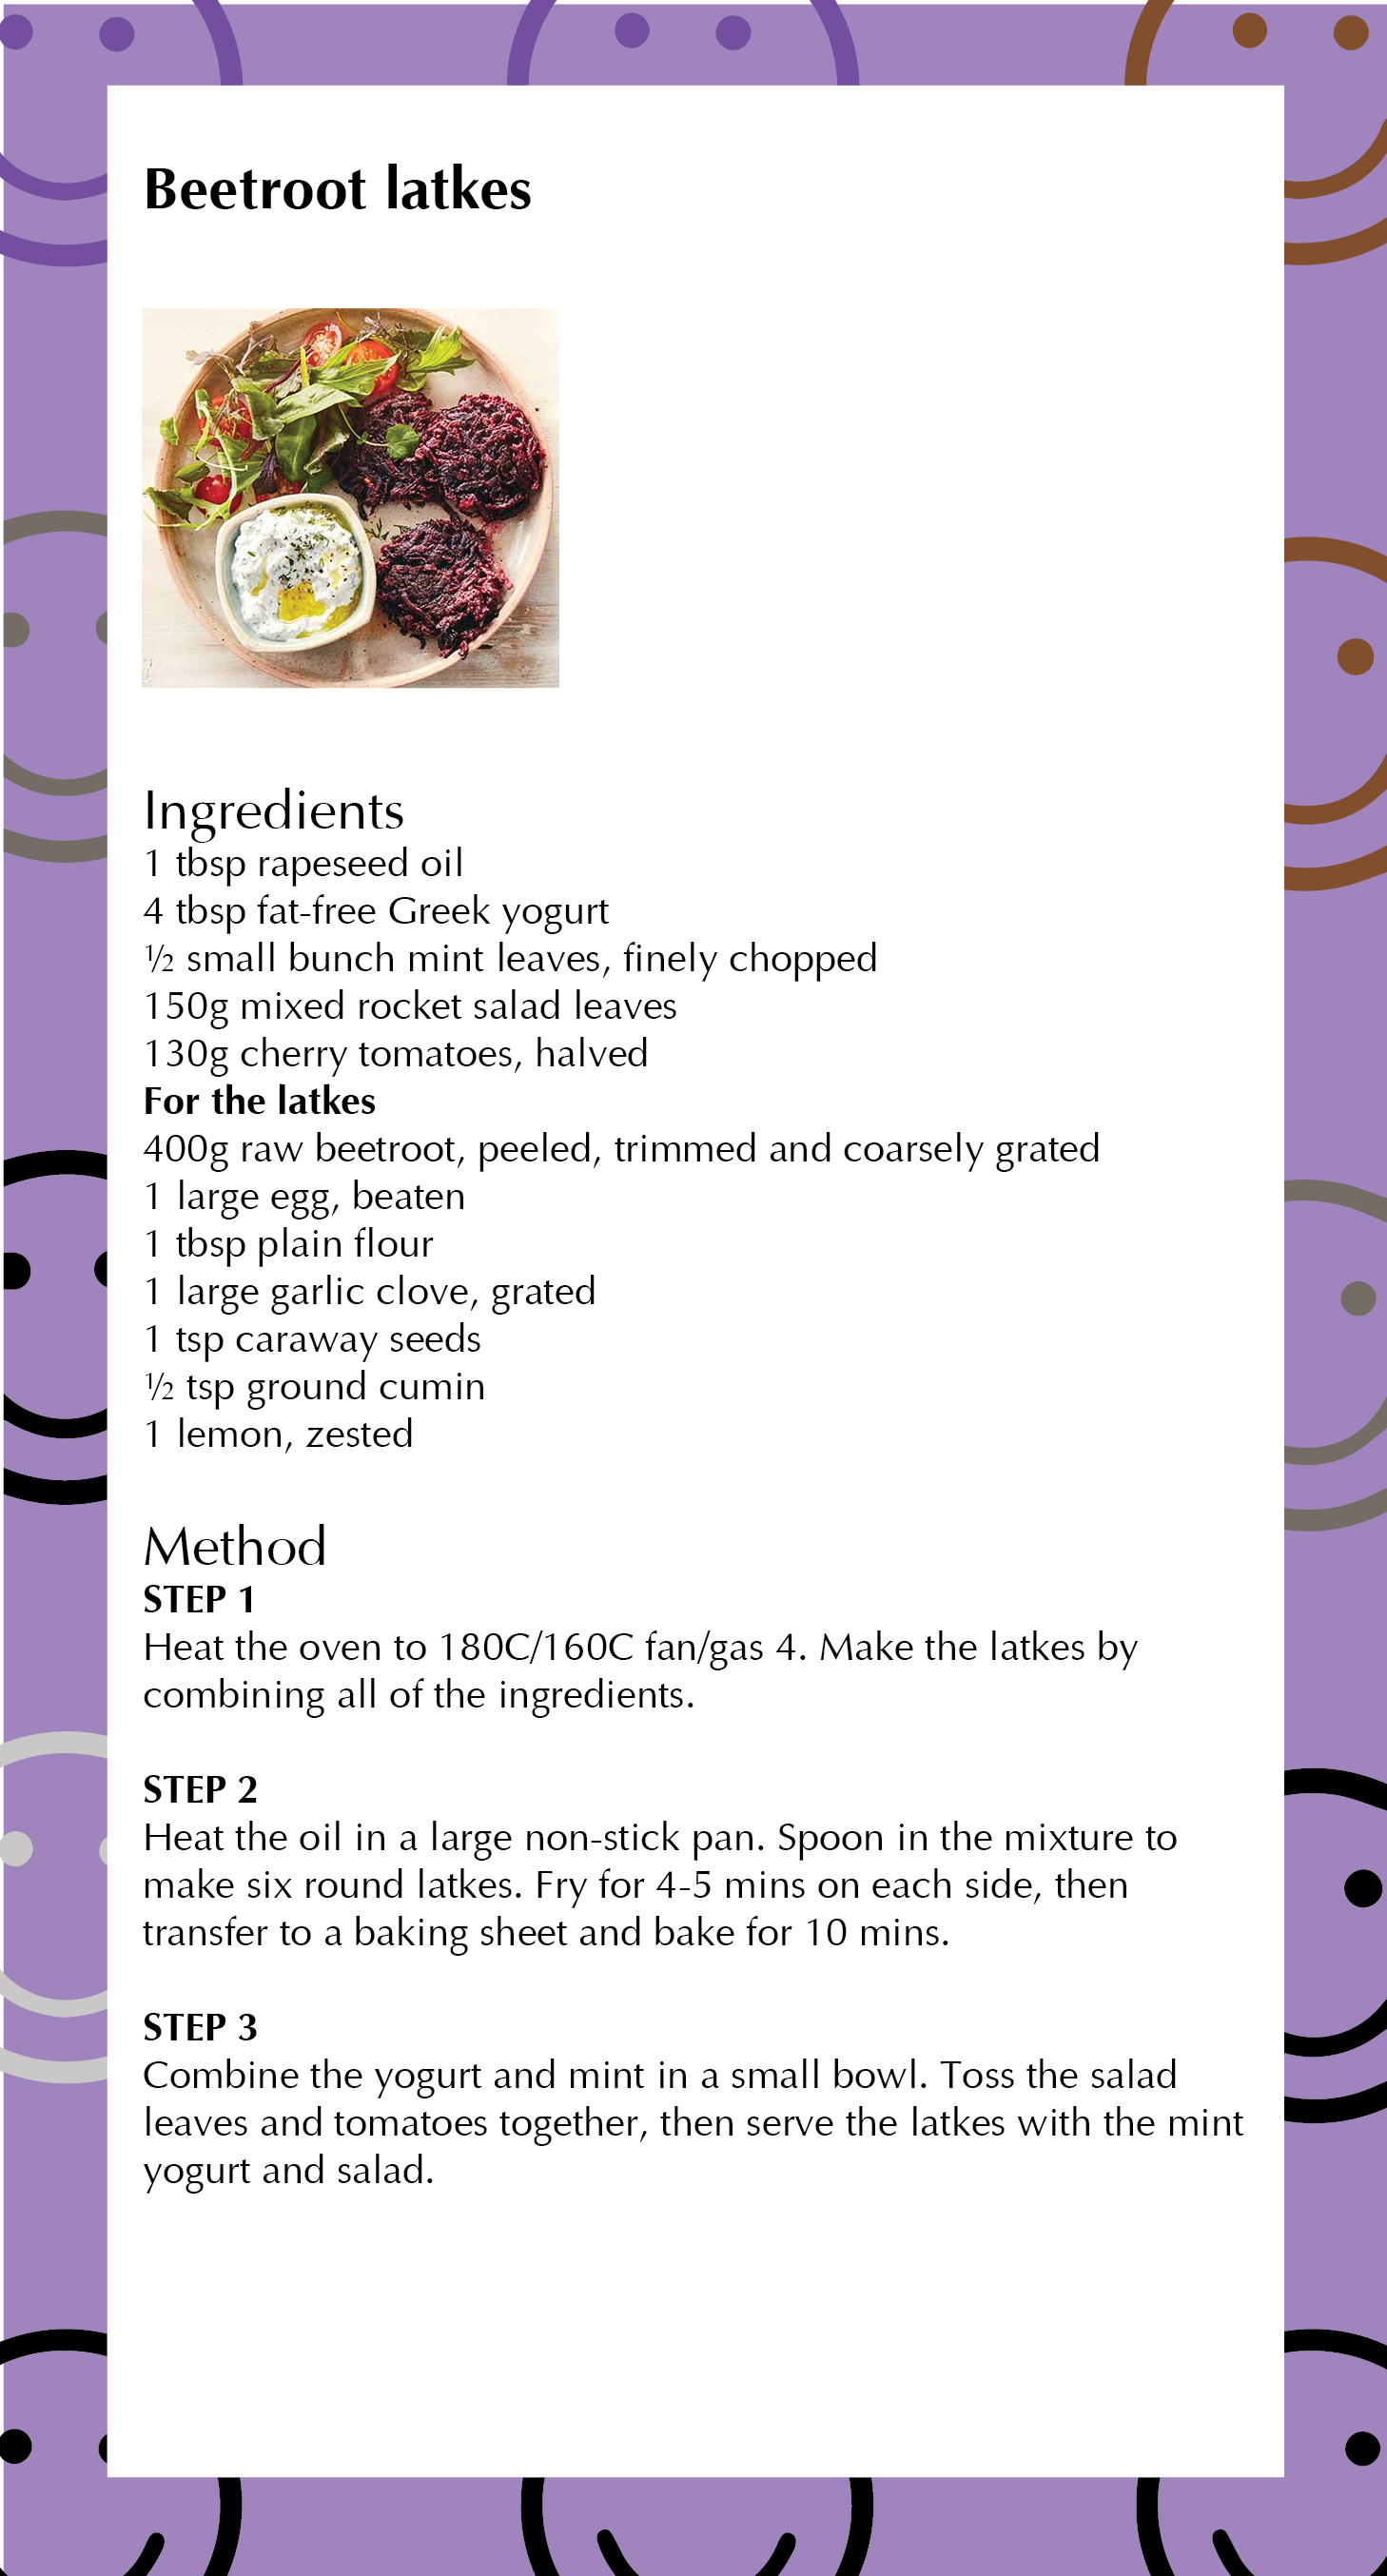 Beetroot latkes
Ingredients
1 tbsp rapeseed oil
4 tbsp fat-free Greek yogurt
½ small bunch mint leaves, finely chopped
150g mixed rocket salad leaves
130g cherry tomatoes, halved
For the latkes
400g raw beetroot, peeled, trimmed and coarsely grated
1 large egg, beaten
1 tbsp plain flour
1 large garlic clove, grated
1 tsp caraway seeds
½ tsp ground cumin
1 lemon, zested
Method
STEP 1
Heat the oven to 180C/160C fan/gas 4. Make the latkes by
combining all of the ingredients.
STEP 2
Heat the oil in a large non-stick pan. Spoon in the mixture to
make six round latkes. Fry for 4-5 mins on each side, then
transfer to a baking sheet and bake for 10 mins.
STEP 3
Combine the yogurt and mint in a small bowl. Toss the salad
leaves and tomatoes together, then serve the latkes with the mint
yogurt and salad.